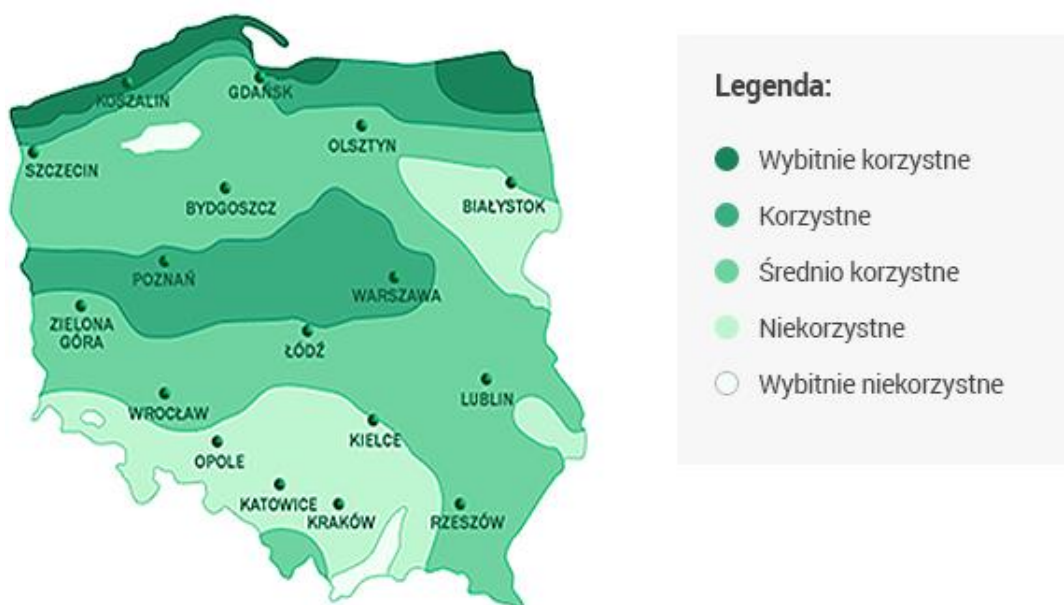 KOSZALIN
GDAŃSK
OLSZTYN
SZCZECIN
BYDGOSZCZ
BIAŁYSTOK
POZNAŃ
WARSZAWA
ZIELONA
GÓRA
ŁÓDŹ
WROCŁAW
LUBLIN
KIELCE
OPOLE
KATOWICE
KRAKÓW
RZESZÓW
Legenda:
Wybitnie korzystne
Korzystne
Średnio korzystne
Niekorzystne
Wybitnie niekorzystne